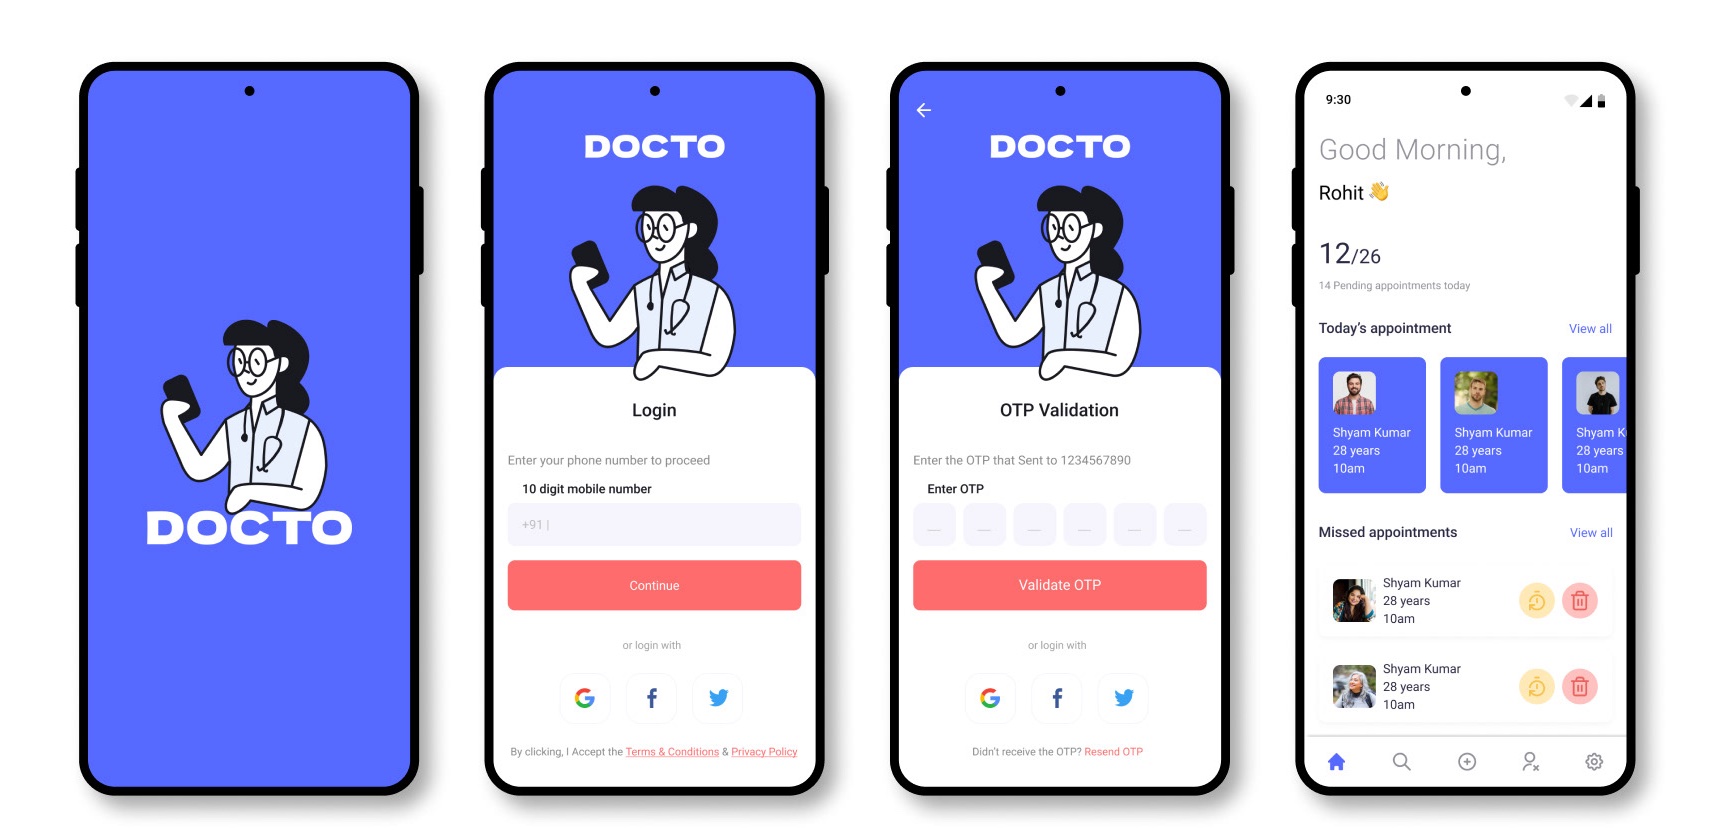 DOCTO
DOCTO
Login
Enter your phone number to proceed
10 digit mobile number
+91 |
Continue
or login with
By clicking, I Accept the Terms & Conditions & Privacy Policy
DOCTO
OTP Validation
Enter the OTP that Sent to 1234567890
Enter OTP
Validate OTP
or login with
Didn't receive the OTP? Resend OTP
9:30
Good Morning,
Rohit 👋
12/26
14 Pending appointments today
Today's appointment View all
Shyam Kumar
28 years
10am
Shyam Kumar
28 years
10am
Shyam K
28 years
10am
Missed appointments View all
Shyam Kumar
28 years
10am
Shyam Kumar
28 years
10am